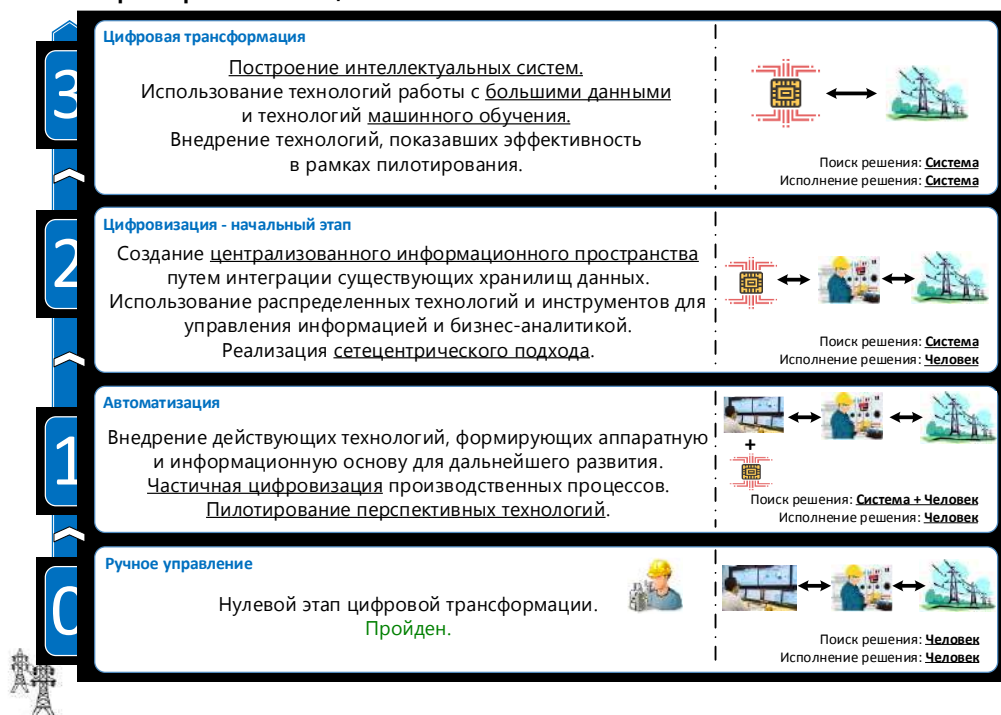 3
Цифровая трансформация
Построение интеллектуальных систем.
Использование технологий работы с большими данными
и технологий машинного обучения.
Внедрение технологий, показавших эффективность
в рамках пилотирования.
Поиск решения: Система
Исполнение решения: Система
2
Цифровизация - начальный этап
Создание централизованного информационного пространства
путем интеграции существующих хранилищ данных.
Использование распределенных технологий и инструментов для
управления информацией и бизнес-аналитикой.
Реализация сетецентрического подхода.
Поиск решения: Система
Исполнение решения: Человек
1
Автоматизация
Внедрение действующих технологий, формирующих аппаратную
и информационную основу для дальнейшего развития.
Частичная цифровизация производственных процессов.
Пилотирование перспективных технологий.
+
Поиск решения: Система + Человек
Исполнение решения: Человек
0
Ручное управление
Нулевой этап цифровой трансформации.
Пройден.
Поиск решения: Человек
Исполнение решения: Человек